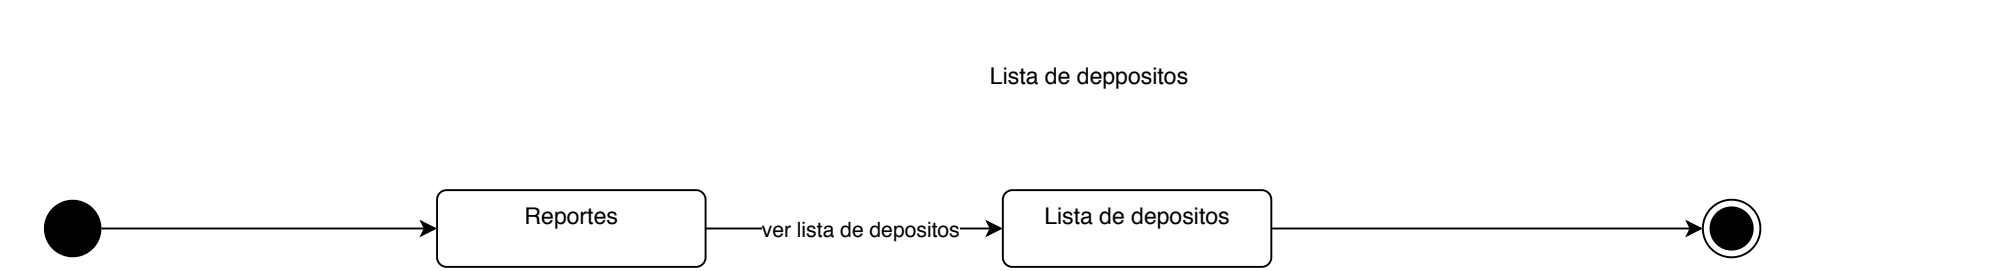 Lista de deppositos
Reportes
ver lista de depositos
Lista de depositos